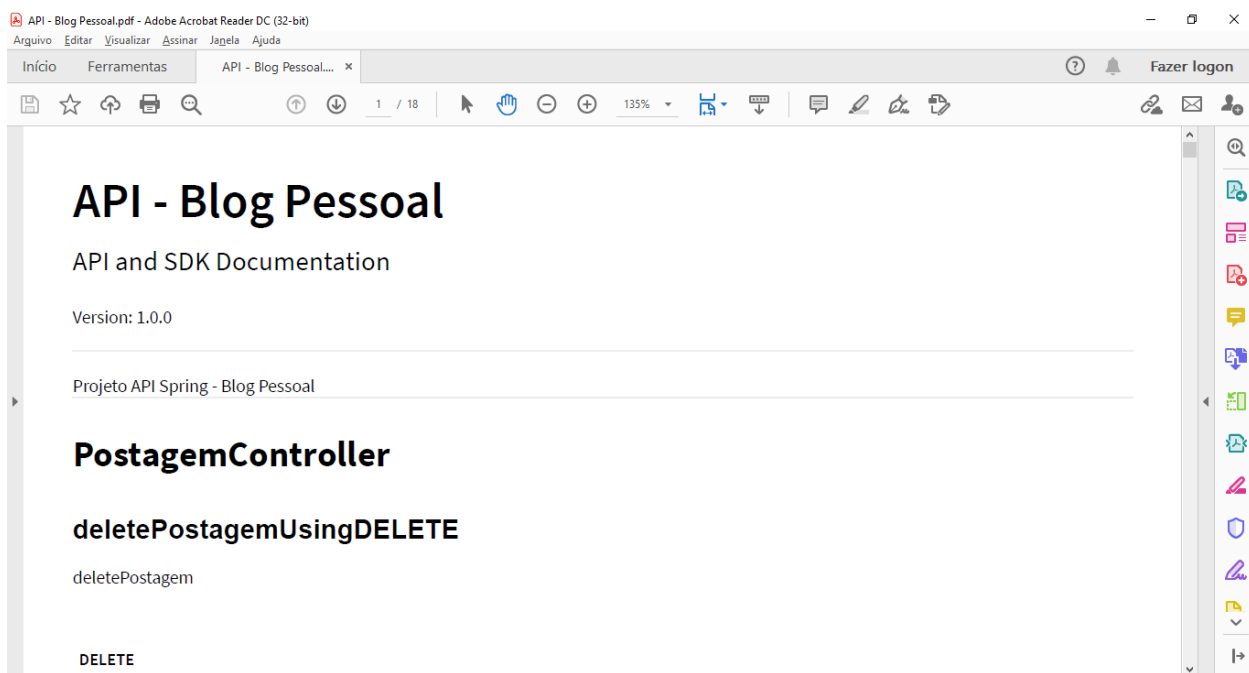 API - Blog Pessoal.pdf - Adobe Acrobat Reader DC (32-bit)
Arquivo Editar Visualizar Assinar Janela Ajuda
Início Ferramentas API - Blog Pessoal.... × Fazer logon
1 / 18 135%
API - Blog Pessoal
API and SDK Documentation
Version: 1.0.0
Projeto API Spring - Blog Pessoal
PostagemController
deletePostagemUsingDELETE
deletePostagem
DELETE